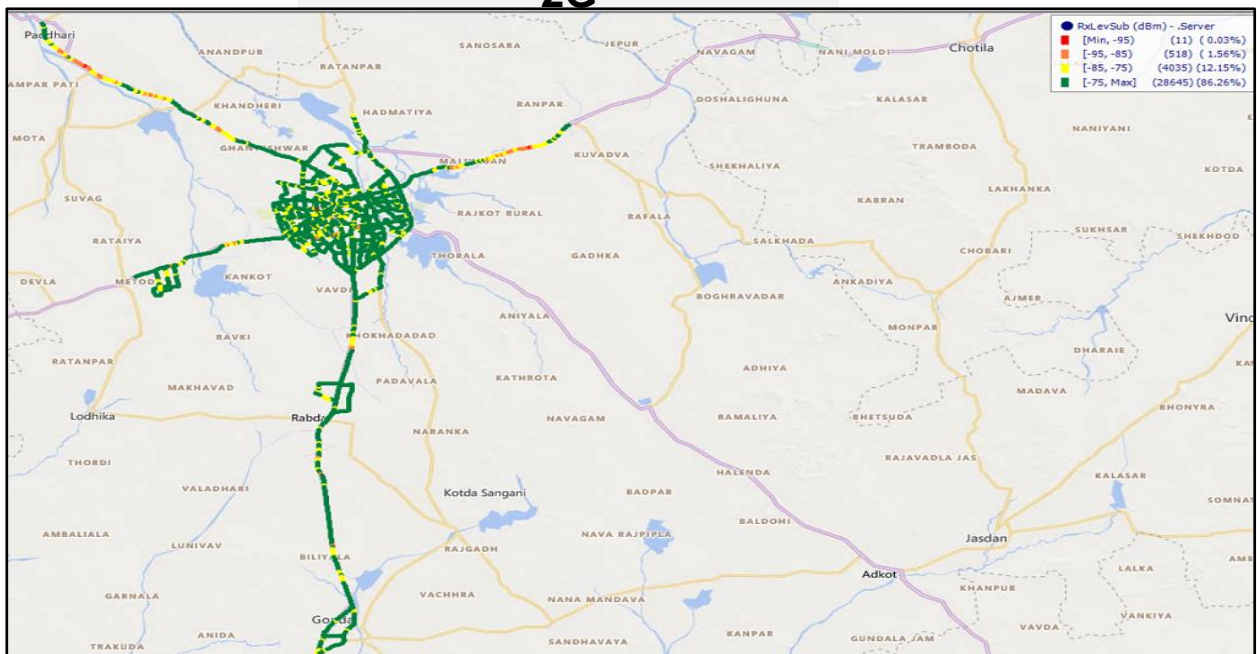 2G
Paddhari
RxLevSub (dBm) - .Server
[Min, -95) (11) ( 0.03%)
[-95, -85) (518) ( 1.56%)
[-85, -75) (4035) (12.15%)
[-75, Max] (28645) (86.26%)
SANOSARA
JEPUR
NAVAGAM
NANI MOLDI
Chotila
ANANDPUR
RATANPAR
AMPAR PATI
KHANDHERI
HADMATIYA
RANPAR
DOSHALIGHUNA
KALASAR
NANIYANI
MOTA
TRAMBODA
KUVADVA
SHEKHALIYA
KOTDA
SUVAG
KABRAN
LAKHANKA
RAJKOT RURAL
RAFALA
SUKHSAR
SHEKHDOD
RATAIYA
SALKHADA
CHOBARI
THORALA
GADHKA
DEVLA
KANKOT
ANKADIYA
BOGHRAVADAR
AJMER
ANIYALA
MONPAR
RAVKI
KHOKHADADAD
DHARAIE
RATANPAR
ADHIYA
PADAVALA
KATHROTA
MAKHAVAD
MADAVA
BHONYRA
Lodhika
NAVAGAM
RAMALIYA
BHETSUDA
NARANKA
RAJAVADLA JAS
THORDI
HALENDA
KALASAR
VALADHARI
Kotda Sangani
BADPAR
BALDOHI
AMBALIALA
NAVA RAJPIPLA
Jasdan
LUNIVAV
RAJGADH
LALKA
Adkot
KHANPUR
GARNALA
VACHHRA
NANA MANDAVA
VANKIYA
VAVDA
ANIDA
KANPAR
GUNDALA JAM
TRAKUDA
SANDHAVAYA